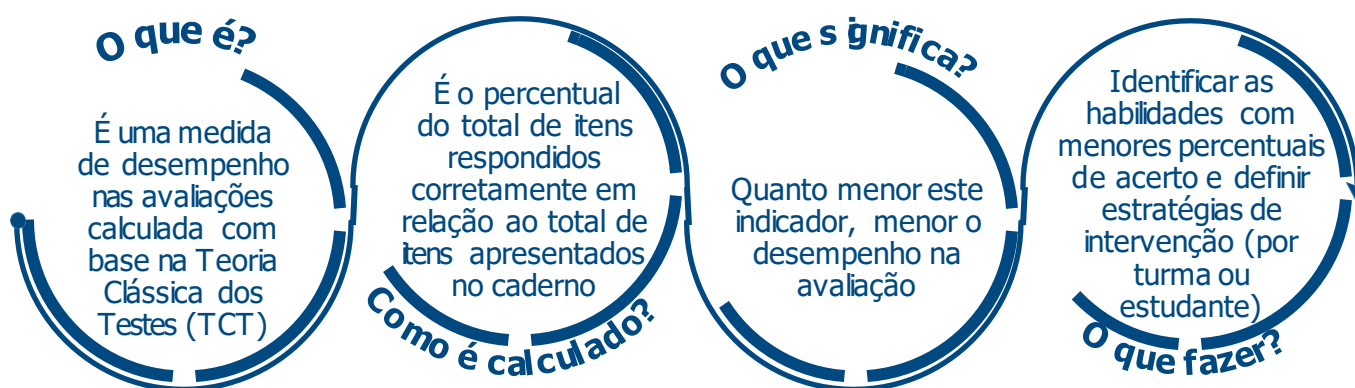 O que é?
É uma medida
de desempenho
nas avaliações
calculada com
base na Teoria
Clássica dos
Testes (TCT)
É o percentual
do total de itens
respondidos
corretamente em
relação ao total de
itens apresentados
no caderno
Como é calculado?
O que significa?
Quanto menor este
indicador, menor o
desempenho na
avaliação
Identificar as
habilidades com
menores percentuais
de acerto e definir
estratégias de
intervenção (por
turma ou
estudante)
O que fazer?